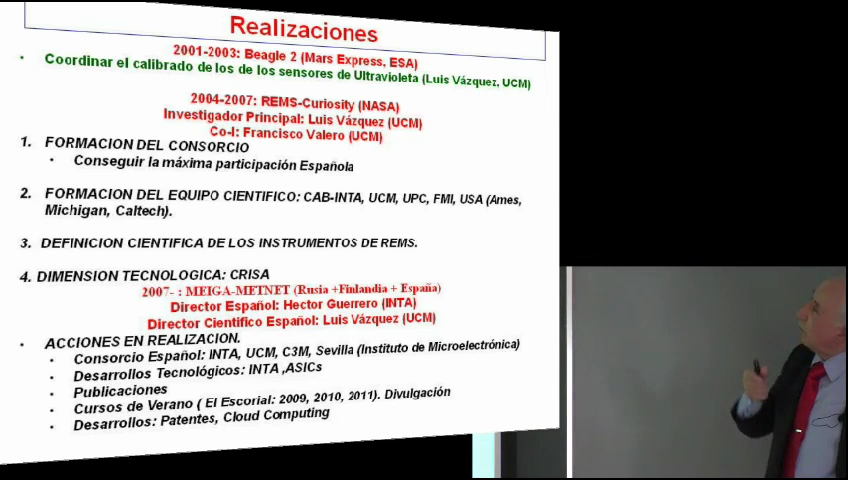 Realizaciones
2001-2003: Beagle 2 (Mars Express, ESA)
• Coordinar el calibrado de los de los sensores de Ultravioleta (Luis Vázquez, UCM)
2004-2007: REMS-Curiosity (NASA)
Investigador Principal: Luis Vázquez (UCM)
Co-I: Francisco Valero (UCM)
1. FORMACION DEL CONSORCIO
• Conseguir la máxima participación Española
2. FORMACION DEL EQUIPO CIENTIFICO: CAB-INTA, UCM, UPC, FMI, USA (Ames,
Michigan, Caltech).
3. DEFINICION CIENTIFICA DE LOS INSTRUMENTOS DE REMS.
4. DIMENSION TECNOLOGICA: CRISA
2007- : MEIGA-METNET (Rusia +Finlandia + España)
Director Español: Hector Guerrero (INTA)
Director Cientifico Español: Luis Vázquez (UCM)
• ACCIONES EN REALIZACION.
• Consorcio Español: INTA, UCM, C3M, Sevilla (Instituto de Microelectrónica)
• Desarrollos Tecnológicos: INTA ,ASICs
• Publicaciones
• Cursos de Verano ( El Escorial: 2009, 2010, 2011). Divulgación
• Desarrollos: Patentes, Cloud Computing